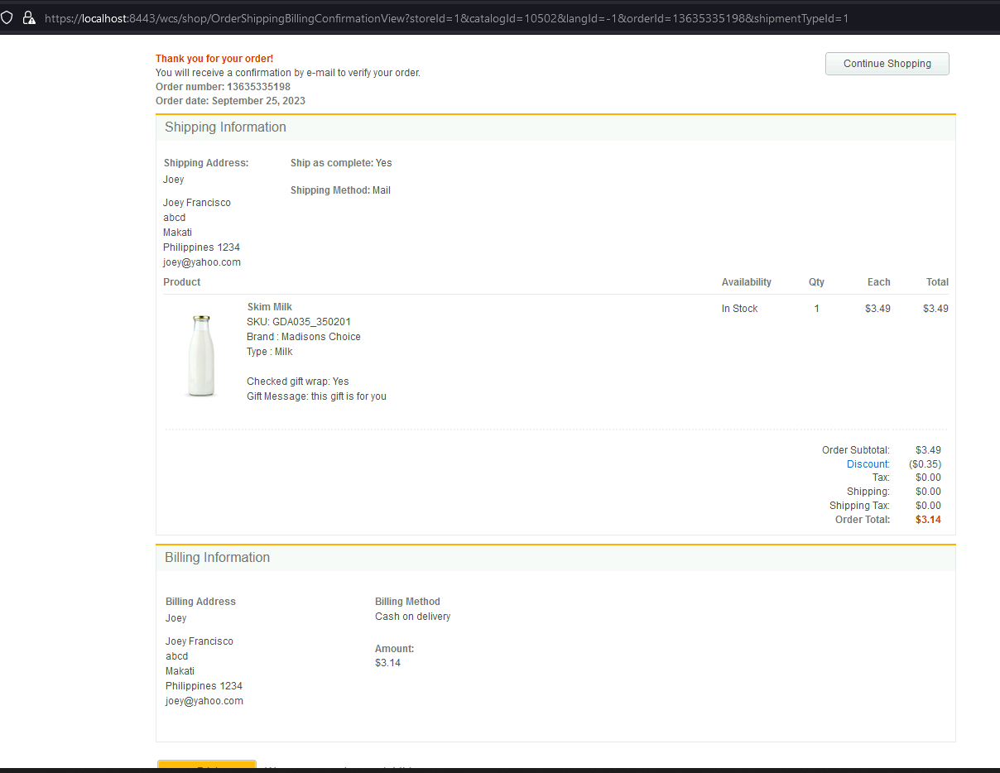 https://localhost:8443/wcs/shop/OrderShippingBillingConfirmationView?storeId=1&catalogId=10502&langId=-1&orderId=13635335198&shipmentTypeId=1
Thank you for your order!
Continue Shopping
You will receive a confirmation by e-mail to verify your order.
Order number: 13635335198
Order date: September 25, 2023
Shipping Information
Shipping Address:
Joey
Joey Francisco
abcd
Makati
Philippines 1234
joey@yahoo.com
Ship as complete: Yes
Shipping Method: Mail
Product Availability Qty Each Total
Skim Milk
In Stock 1 $3.49 $3.49
SKU: GDA035_350201
Brand : Madisons Choice
Type : Milk
Checked gift wrap: Yes
Gift Message: this gift is for you
Order Subtotal: $3.49
Discount: ($0.35)
Tax: $0.00
Shipping: $0.00
Shipping Tax: $0.00
Order Total: $3.14
Billing Information
Billing Address
Joey
Joey Francisco
abcd
Makati
Philippines 1234
joey@yahoo.com
Billing Method
Cash on delivery
Amount:
$3.14